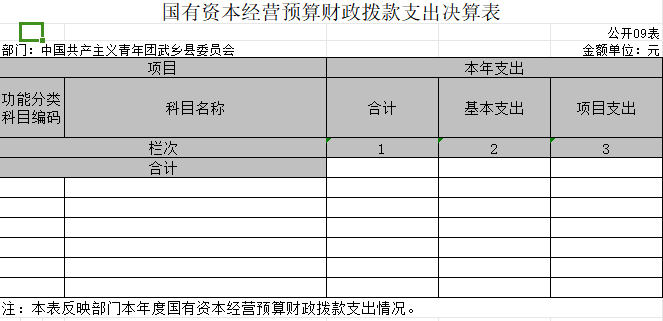 国有资本经营预算财政拨款支出决算表
公开09表
部门：中国共产主义青年团武乡县委员会 金额单位：元
项目 本年支出
功能分类
科目编码 科目名称 合计 基本支出 项目支出
栏次 1 2 3
合计
注：本表反映部门本年度国有资本经营预算财政拨款支出情况。